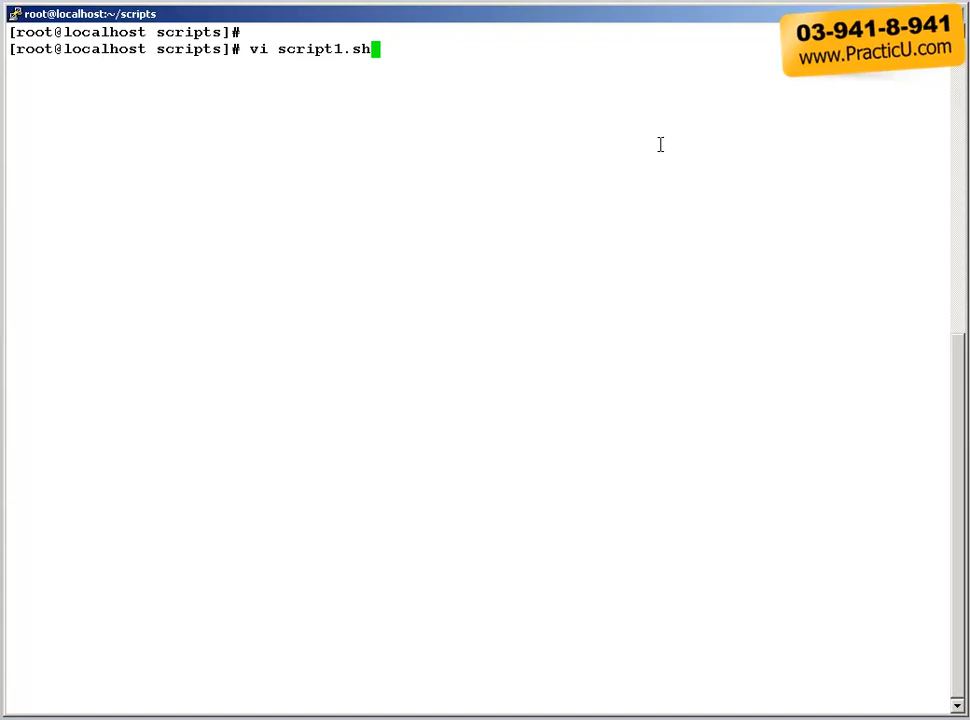 root@localhost:~/scripts
[root@localhost scripts]#
[root@localhost scripts]# vi script1.sh
03-941-8-941
www.PracticU.com